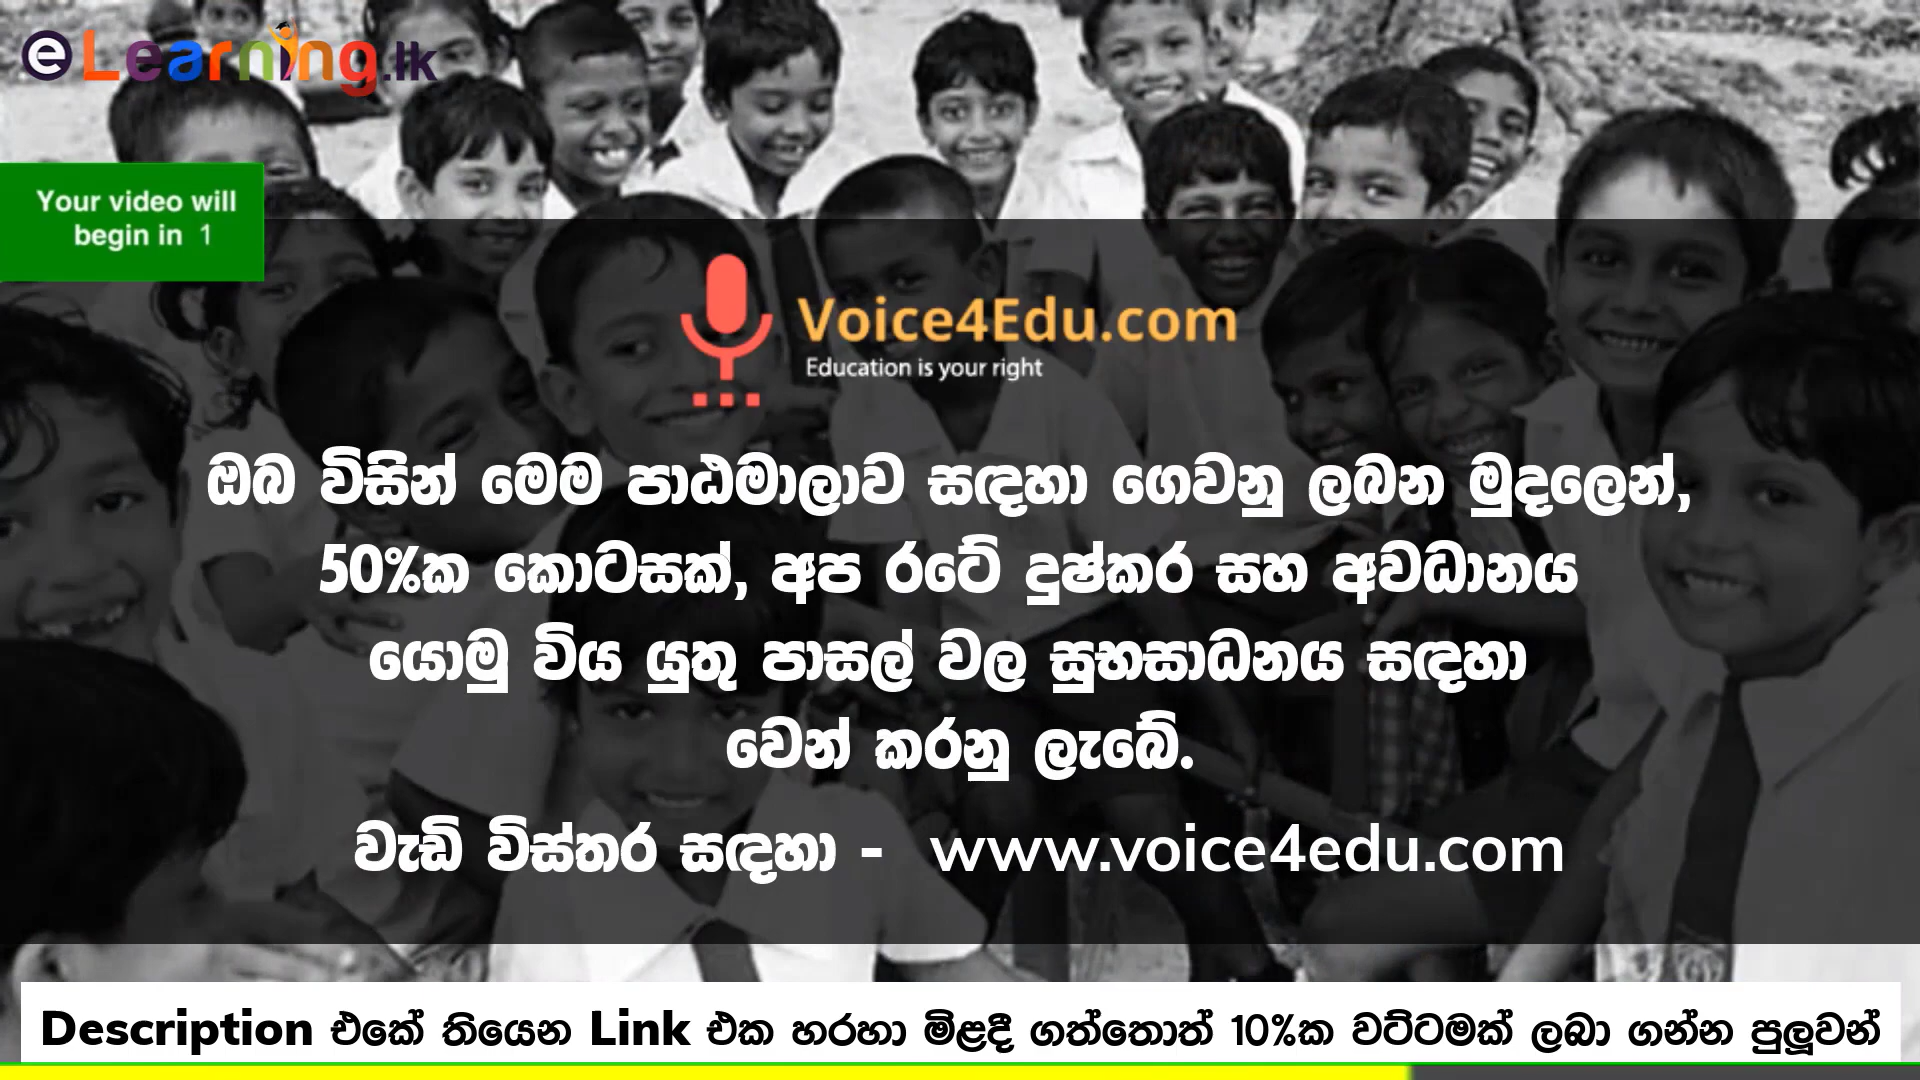 eLearning.lk
Your video will
begin in 1
Voice4Edu.com
Education is your right
ඔබ විසින් මෙම පාඨමාලාව සඳහා ගෙවනු ලබන මුදලෙන්,
50%ක කොටසක්, අප රටේ දුෂ්කර සහ අවධානය
යොමු විය යුතු පාසල් වල සුභසාධනය සඳහා
වෙන් කරනු ලැබේ.
වැඩි විස්තර සඳහා - www.voice4edu.com
Description එකේ තියෙන Link එක හරහා මිළදී ගත්තොත් 10%ක වට්ටමක් ලබා ගන්න පුලුවන්